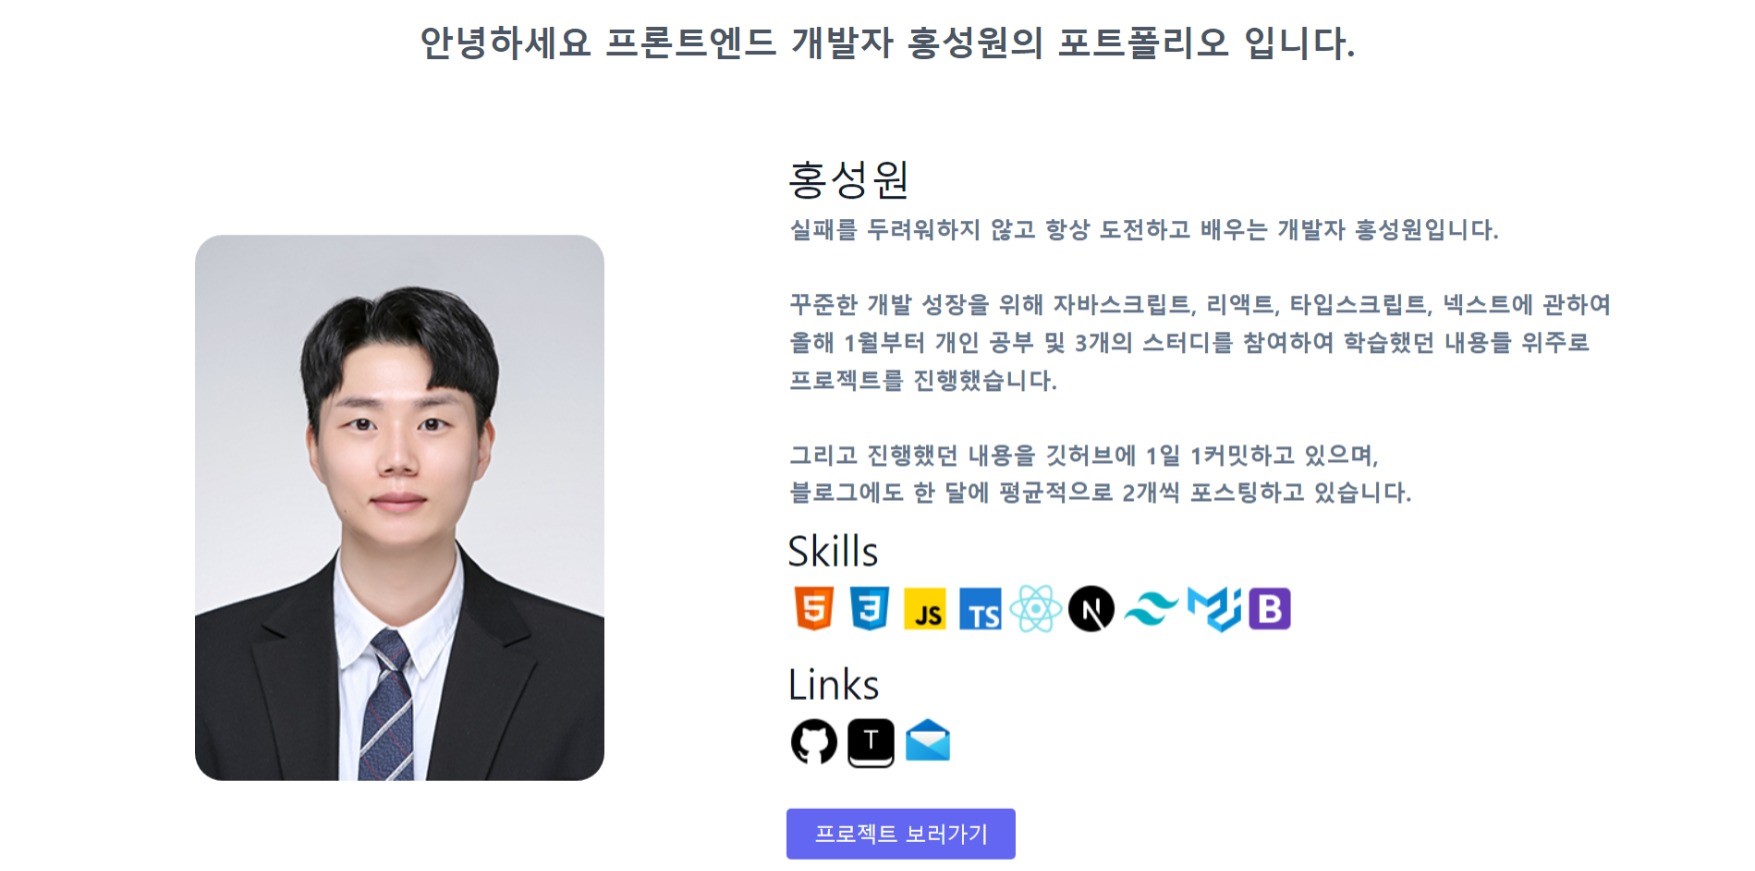 안녕하세요 프론트엔드 개발자 홍성원의 포트폴리오 입니다.
홍성원
실패를 두려워하지 않고 항상 도전하고 배우는 개발자 홍성원입니다.
꾸준한 개발 성장을 위해 자바스크립트, 리액트, 타입스크립트, 넥스트에 관하여
올해 1월부터 개인 공부 및 3개의 스터디를 참여하여 학습했던 내용들 위주로
프로젝트를 진행했습니다.
그리고 진행했던 내용을 깃허브에 1일 1커밋하고 있으며,
블로그에도 한 달에 평균적으로 2개씩 포스팅하고 있습니다.
Skills
5 3 JS TS N B
Links
T
프로젝트 보러가기